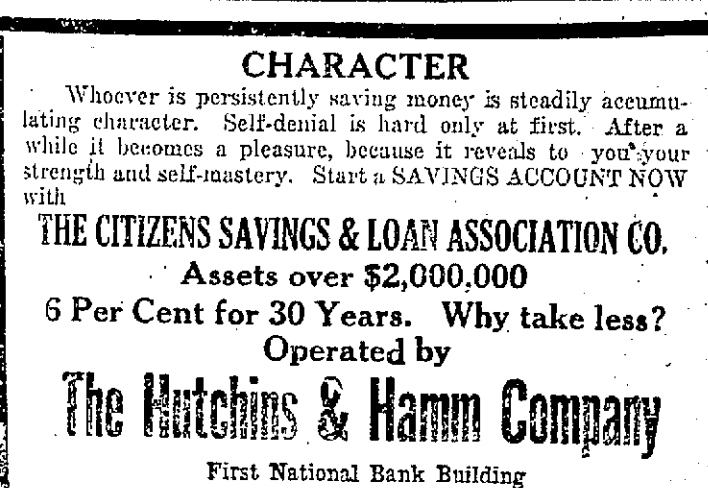 CHARACTER
Whoever is persistently saving money is steadily accumu-
lating character. Self-denial is hard only at first. After a
while it becomes a pleasure, because it reveals to you your
strength and self-mastery. Start a SAVINGS ACCOUNT NOW
with
THE CITIZENS SAVINGS & LOAN ASSOCIATION CO.
Assets over $2,000,000
6 Per Cent for 30 Years. Why take less?
Operated by
The Hutchins & Hamm Company
First National Bank Building